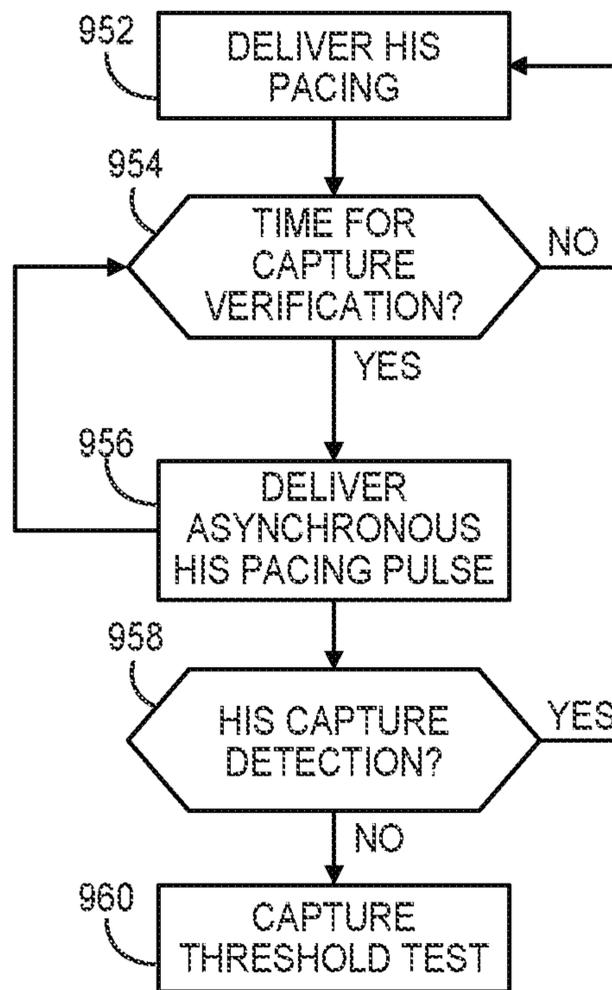 952
DELIVER HIS
PACING
954
TIME FOR
CAPTURE
VERIFICATION?
NO
YES
956
DELIVER
ASYNCHRONOUS
HIS PACING PULSE
958
HIS CAPTURE
DETECTION?
YES
NO
960
CAPTURE
THRESHOLD TEST